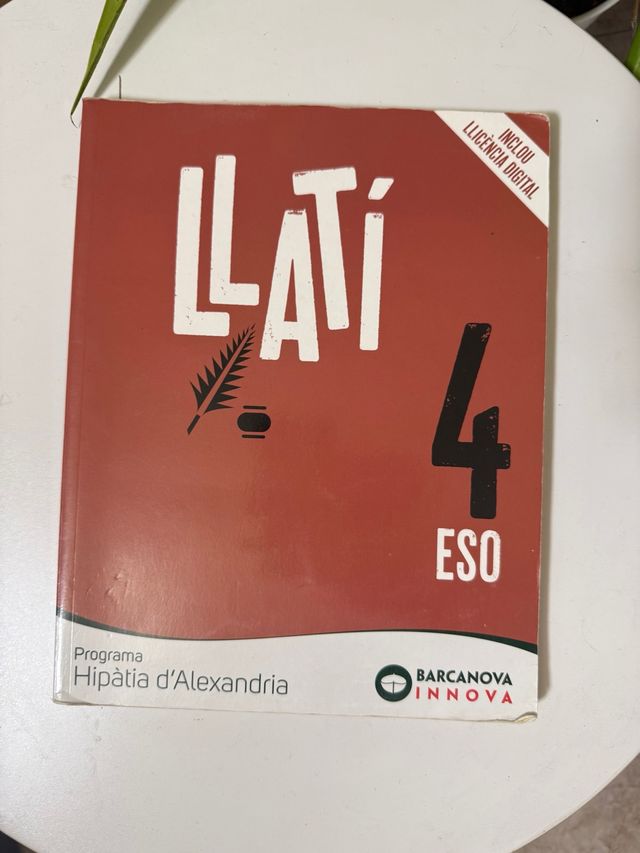 INCLOU
LLICÈNCIA DIGITAL
LLATÍ
4
ESO
Programa
Hipàtia d'Alexandria
BARCANOVA
INNOVA